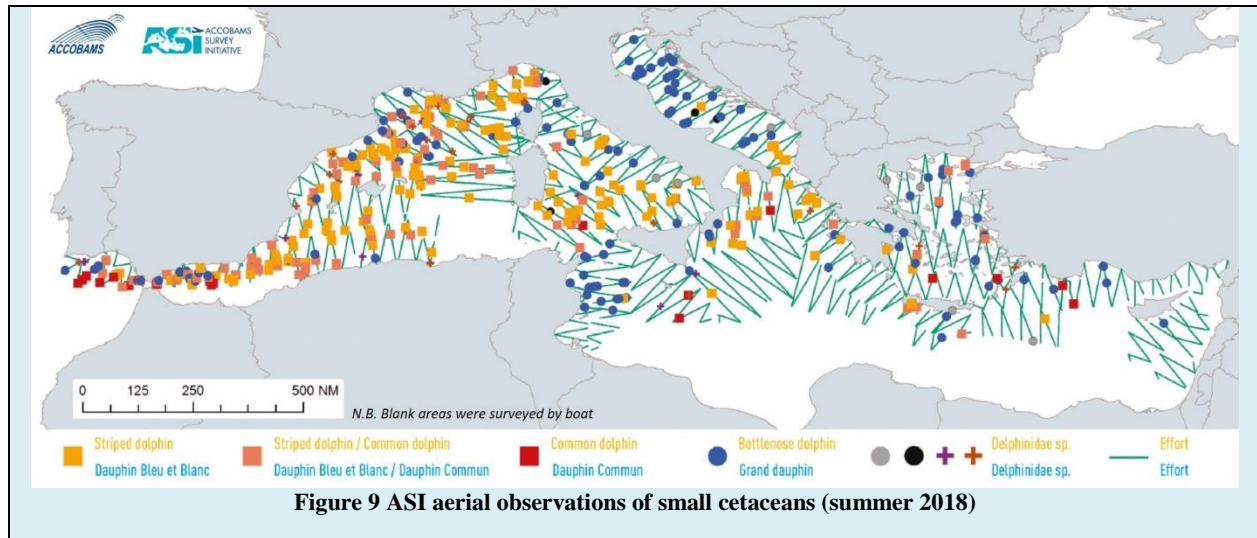 ACCOBAMS
ASI ACCOBAMS
SURVEY
INITIATIVE
0 125 250 500 NM
N.B. Blank areas were surveyed by boat
Striped dolphin
Dauphin Bleu et Blanc
Striped dolphin / Common dolphin
Dauphin Bleu et Blanc / Dauphin Commun
Common dolphin
Dauphin Commun
Bottlenose dolphin
Grand dauphin
Delphinidae sp.
Delphinidae sp.
Effort
Effort
Figure 9 ASI aerial observations of small cetaceans (summer 2018)